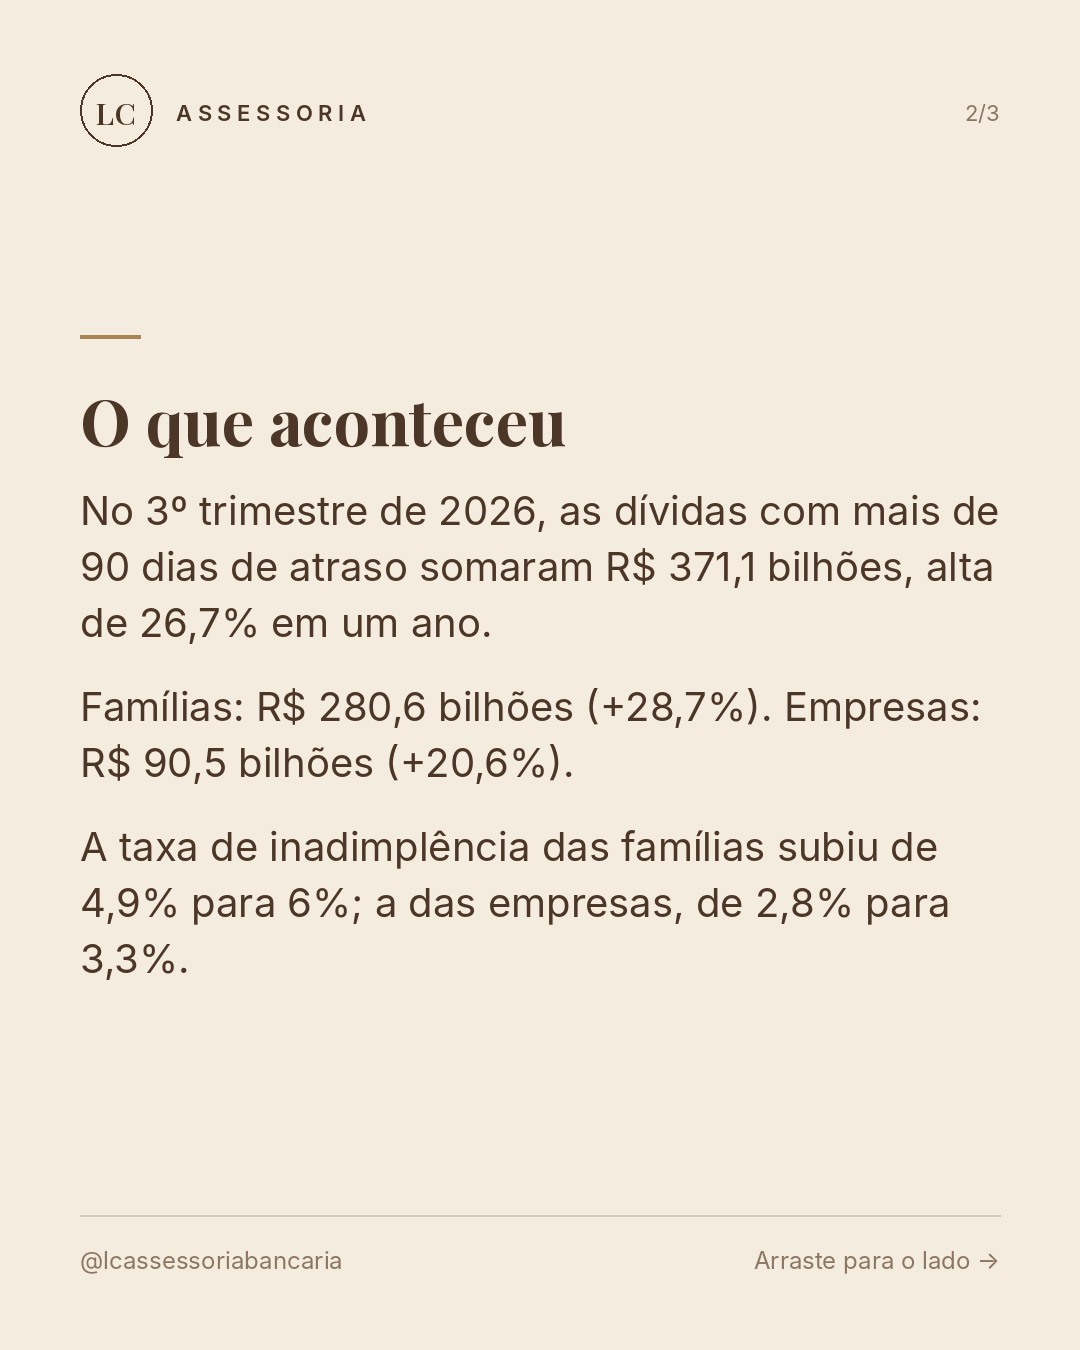 LC ASSESSORIA
2/3
O que aconteceu
No 3º trimestre de 2026, as dívidas com mais de
90 dias de atraso somaram R$ 371,1 bilhões, alta
de 26,7% em um ano.
Famílias: R$ 280,6 bilhões (+28,7%). Empresas:
R$ 90,5 bilhões (+20,6%).
A taxa de inadimplência das famílias subiu de
4,9% para 6%; a das empresas, de 2,8% para
3,3%.
@lcassessoriabancaria
Arraste para o lado →